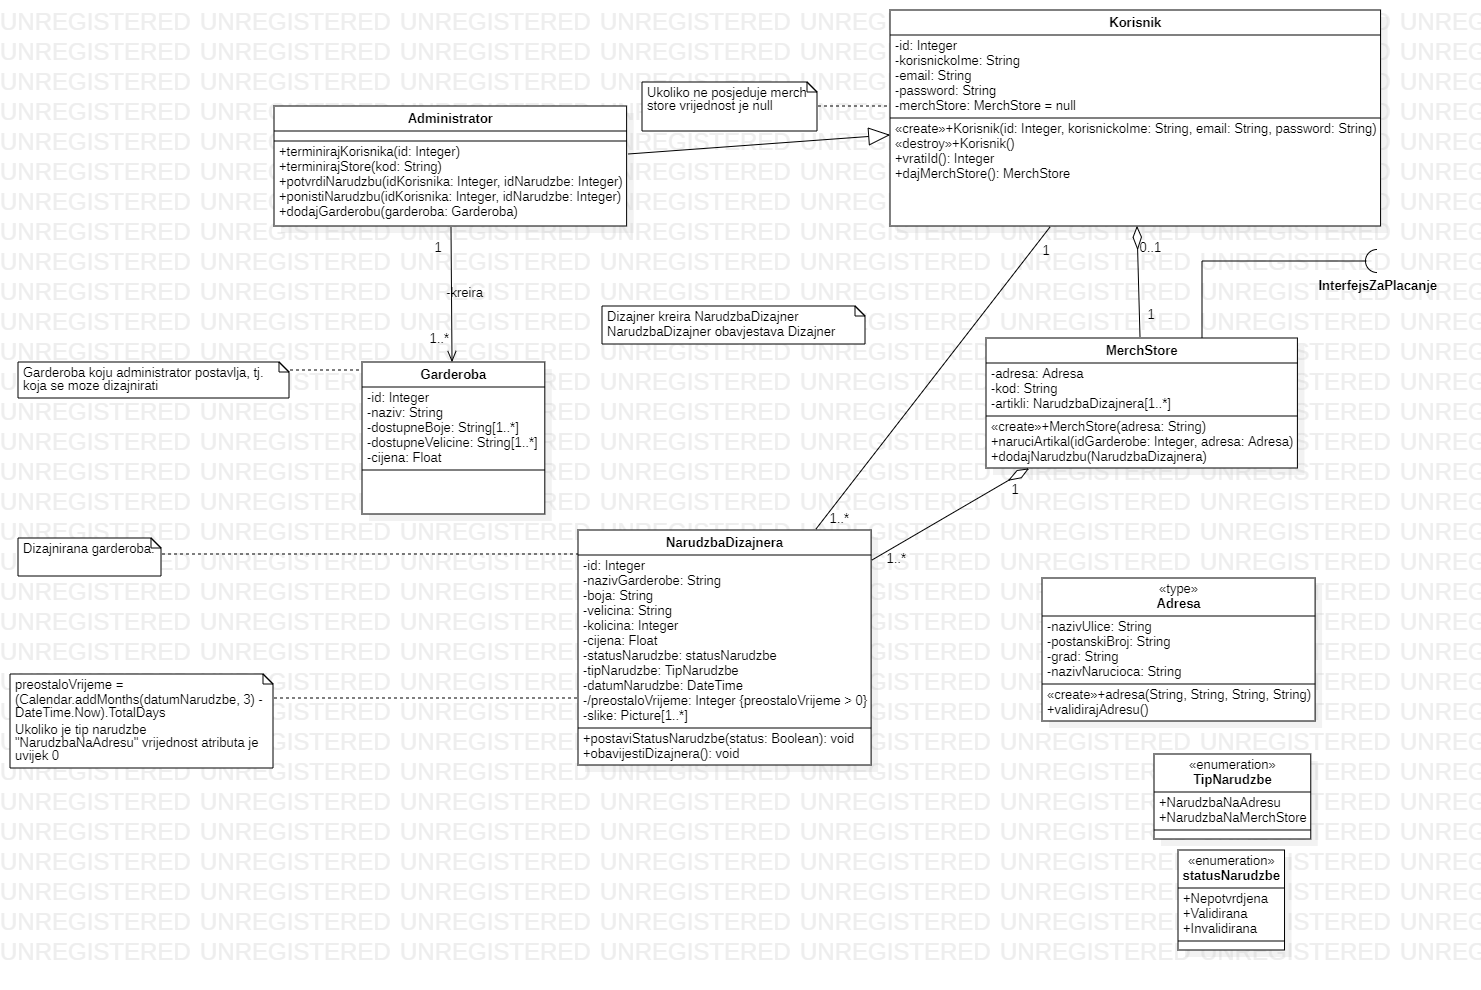 Korisnik
-id: Integer
-korisnickoIme: String
-email: String
-password: String
-merchStore: MerchStore = null
«create»+Korisnik(id: Integer, korisnickoIme: String, email: String, password: String)
«destroy»+Korisnik()
+vratiId(): Integer
+dajMerchStore(): MerchStore
Ukoliko ne posjeduje merch
store vrijednost je null
Administrator
+terminirajKorisnika(id: Integer)
+terminirajStore(kod: String)
+potvrdiNarudzbu(idKorisnika: Integer, idNarudzbe: Integer)
+ponistiNarudzbu(idKorisnika: Integer, idNarudzbe: Integer)
+dodajGarderobu(garderoba: Garderoba)
1
-kreira
1..*
1
0..1
1
InterfejsZaPlacanje
Dizajner kreira NarudzbaDizajner
NarudzbaDizajner obavjestava Dizajner
Garderoba koju administrator postavlja, tj.
koja se moze dizajnirati
Garderoba
-id: Integer
-naziv: String
-dostupneBoje: String[1..*]
-dostupneVelicine: String[1..*]
-cijena: Float
MerchStore
-adresa: Adresa
-kod: String
-artikli: NarudzbaDizajnera[1..*]
«create»+MerchStore(adresa: String)
+naruciArtikal(idGarderobe: Integer, adresa: Adresa)
+dodajNarudzbu(NarudzbaDizajnera)
1
1..*
1..*
Dizajnirana garderoba
NarudzbaDizajnera
-id: Integer
-nazivGarderobe: String
-boja: String
-velicina: String
-kolicina: Integer
-cijena: Float
-statusNarudzbe: statusNarudzbe
-tipNarudzbe: TipNarudzbe
-datumNarudzbe: DateTime
-/preostaloVrijeme: Integer {preostaloVrijeme > 0}
-slike: Picture[1..*]
+postaviStatusNarudzbe(status: Boolean): void
+obavijestiDizajnera(): void
preostaloVrijeme =
(Calendar.addMonths(datumNarudzbe, 3) -
DateTime.Now).TotalDays
Ukoliko je tip narudzbe
"NarudzbaNaAdresu" vrijednost atributa je
uvijek 0
«type»
Adresa
-nazivUlice: String
-postanskiBroj: String
-grad: String
-nazivNarucioca: String
«create»+adresa(String, String, String, String)
+validirajAdresu()
«enumeration»
TipNarudzbe
+NarudzbaNaAdresu
+NarudzbaNaMerchStore
«enumeration»
statusNarudzbe
+Nepotvrdjena
+Validirana
+Invalidirana
UNREGISTERED